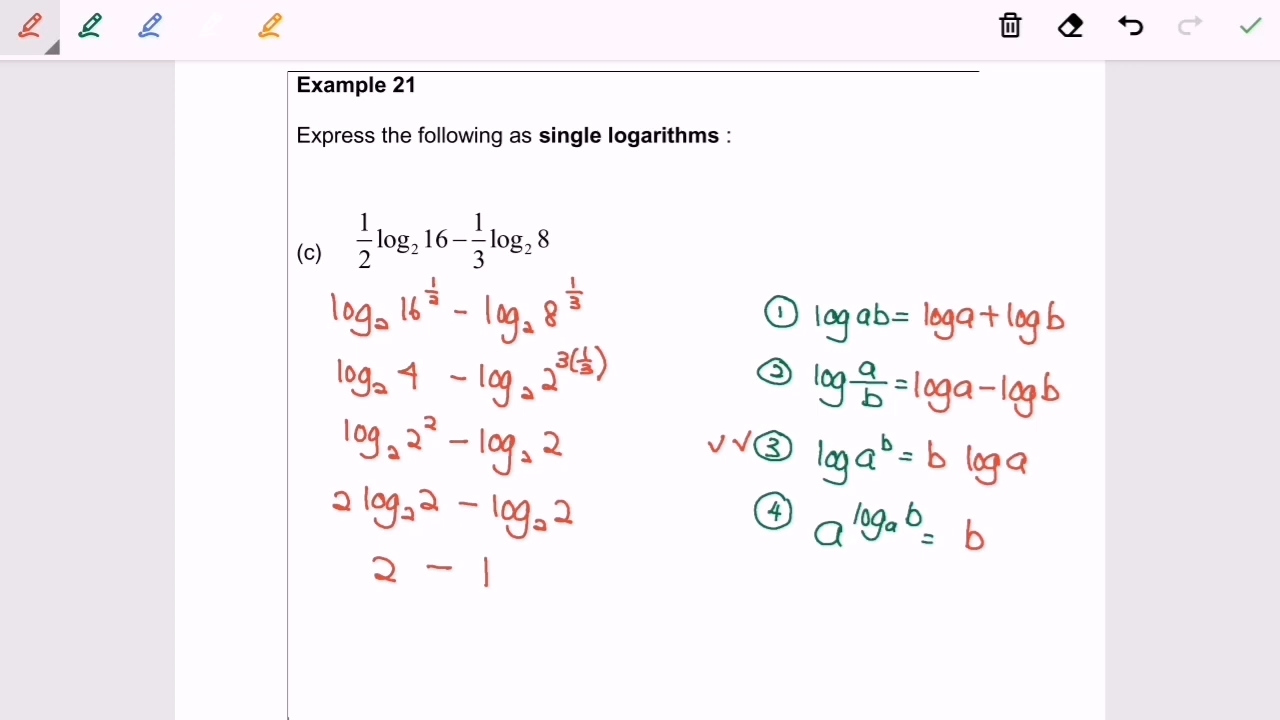 Example 21
Express the following as single logarithms :
(c) 1/2 log₂ 16 − 1/3 log₂ 8
log₂ 16^(1/2) − log₂ 8^(1/3)
log₂ 4 − log₂ 2^(3(1/3))
log₂ 2² − log₂ 2
2 log₂ 2 − log₂ 2
2 − 1
① log ab = log a + log b
② log a/b = log a − log b
✓✓ ③ log a^b = b log a
④ a^(logₐ b) = b